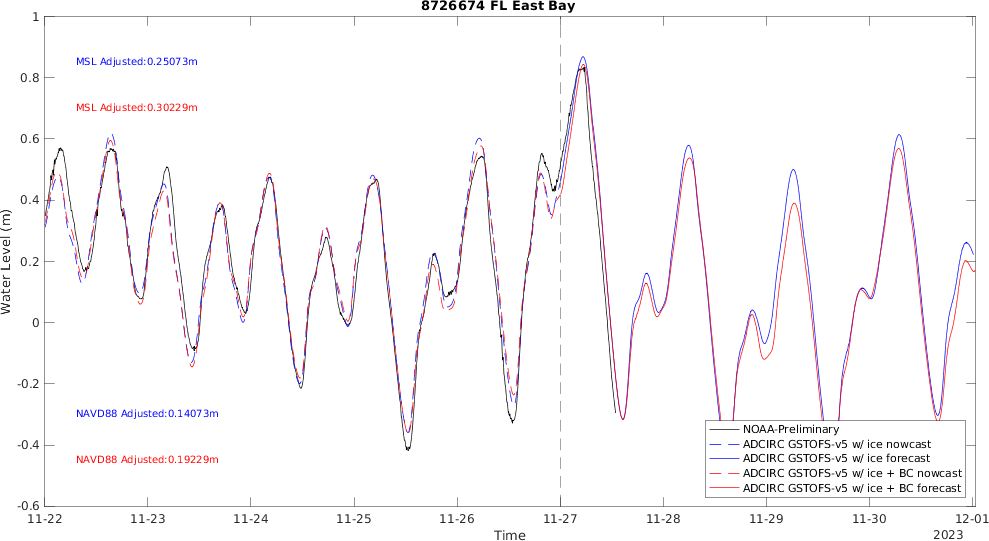 8726674 FL East Bay
1
0.8
0.6
0.4
0.2
0
-0.2
-0.4
-0.6
Water Level (m)
MSL Adjusted:0.25073m
MSL Adjusted:0.30229m
NAVD88 Adjusted:0.14073m
NAVD88 Adjusted:0.19229m
NOAA-Preliminary
ADCIRC GSTOFS-v5 w/ ice nowcast
ADCIRC GSTOFS-v5 w/ ice forecast
ADCIRC GSTOFS-v5 w/ ice + BC nowcast
ADCIRC GSTOFS-v5 w/ ice + BC forecast
11-22 11-23 11-24 11-25 11-26 11-27 11-28 11-29 11-30 12-01
Time
2023